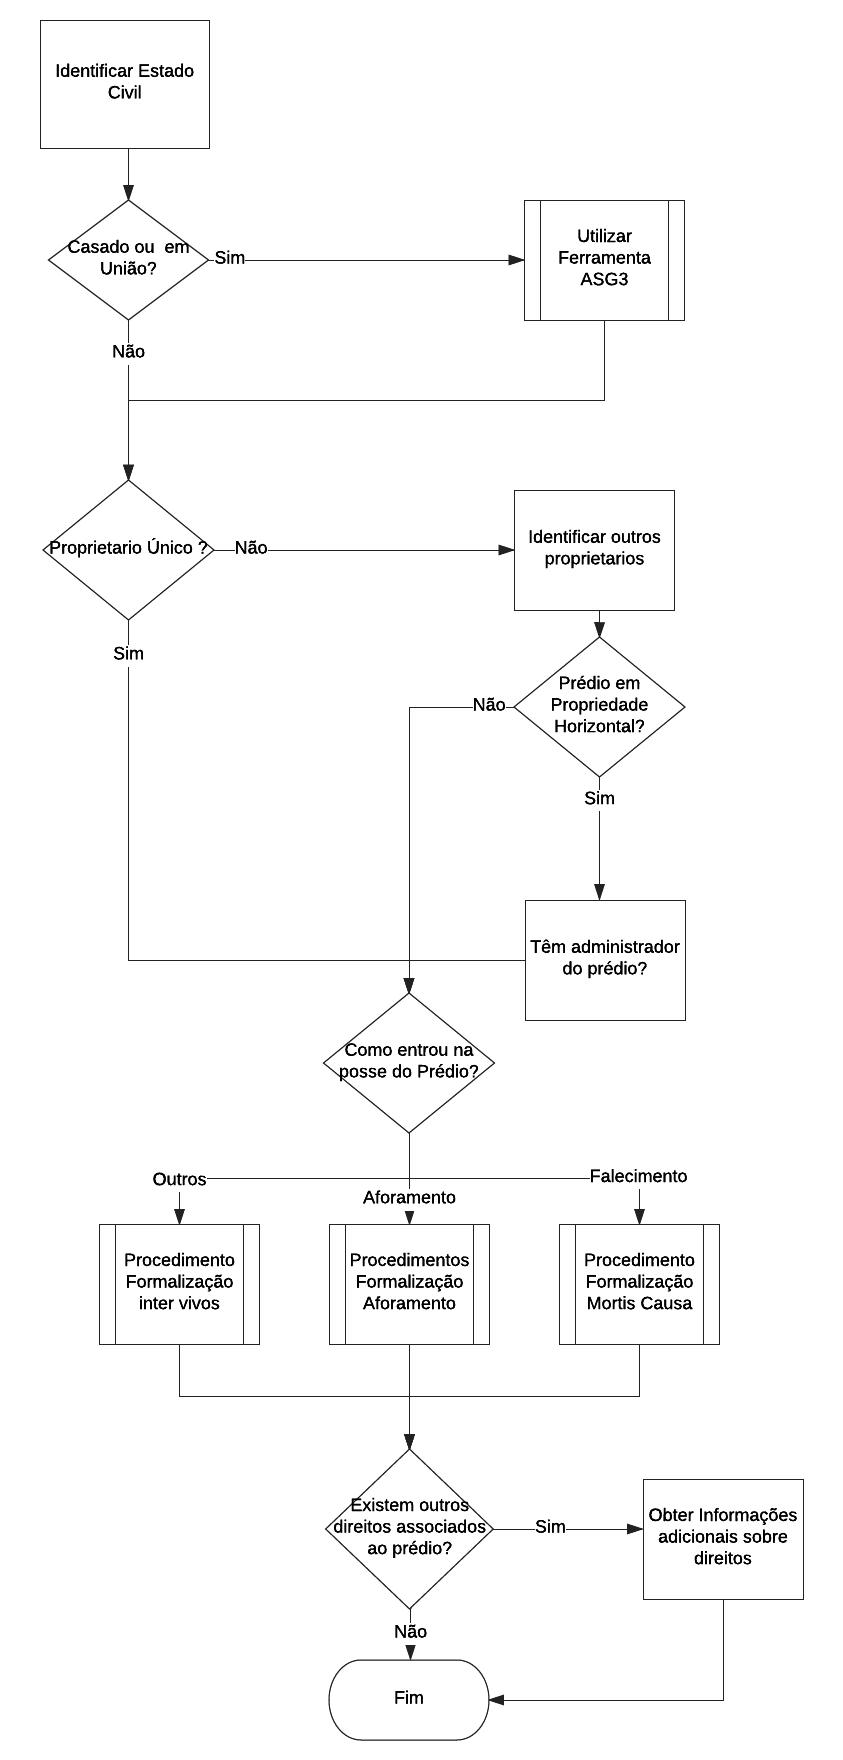 Identificar Estado
Civil
Casado ou  em
União?
Sim
Utilizar
Ferramenta
ASG3
Não
Proprietario Único ?
Não
Identificar outros
proprietarios
Sim
Prédio em
Propriedade
Horizontal?
Não
Sim
Têm administrador
do prédio?
Como entrou na
posse do Prédio?
Outros
Aforamento
Falecimento
Procedimento
Formalização
inter vivos
Procedimentos
Formalização
Aforamento
Procedimento
Formalização
Mortis Causa
Existem outros
direitos associados
ao prédio?
Sim
Obter Informações
adicionais sobre
direitos
Não
Fim